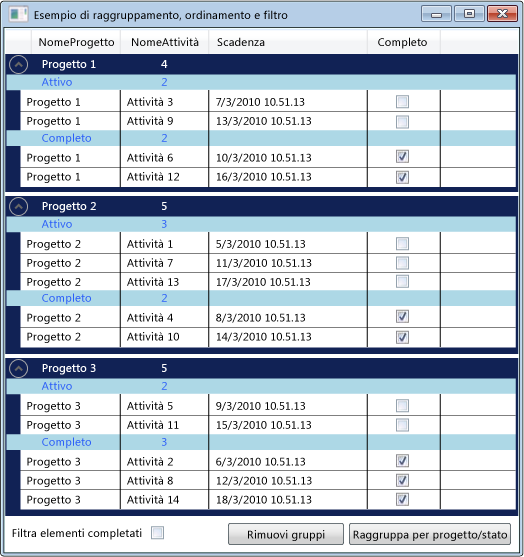 Esempio di raggruppamento, ordinamento e filtro
NomeProgetto NomeAttività Scadenza Completo
Progetto 1 4
Attivo 2
Progetto 1 Attività 3 7/3/2010 10.51.13
Progetto 1 Attività 9 13/3/2010 10.51.13
Completo 2
Progetto 1 Attività 6 10/3/2010 10.51.13
Progetto 1 Attività 12 16/3/2010 10.51.13
Progetto 2 5
Attivo 3
Progetto 2 Attività 1 5/3/2010 10.51.13
Progetto 2 Attività 7 11/3/2010 10.51.13
Progetto 2 Attività 13 17/3/2010 10.51.13
Completo 2
Progetto 2 Attività 4 8/3/2010 10.51.13
Progetto 2 Attività 10 14/3/2010 10.51.13
Progetto 3 5
Attivo 2
Progetto 3 Attività 5 9/3/2010 10.51.13
Progetto 3 Attività 11 15/3/2010 10.51.13
Completo 3
Progetto 3 Attività 2 6/3/2010 10.51.13
Progetto 3 Attività 8 12/3/2010 10.51.13
Progetto 3 Attività 14 18/3/2010 10.51.13
Filtra elementi completati Rimuovi gruppi Raggruppa per progetto/stato